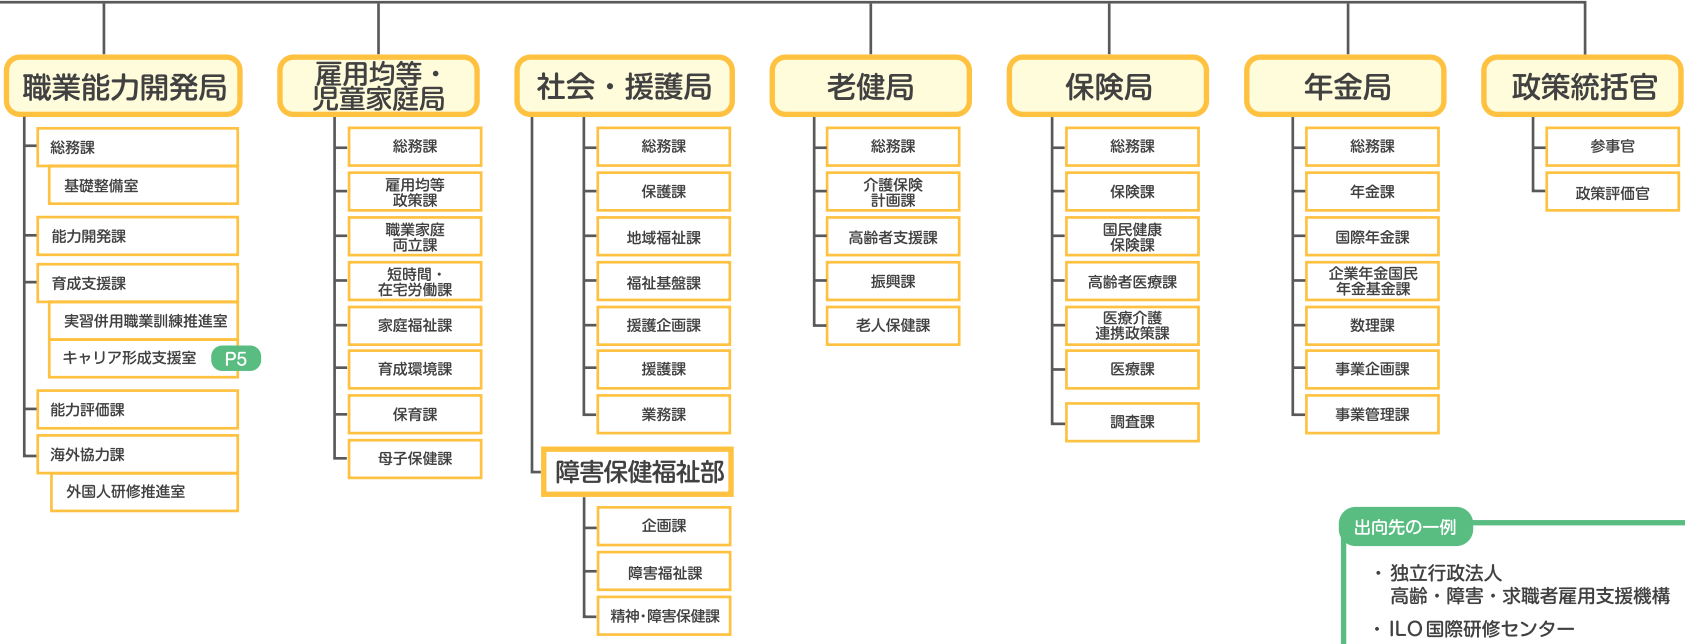 職業能力開発局
総務課
基礎整備室
能力開発課
育成支援課
実習併用職業訓練推進室
キャリア形成支援室
P5
能力評価課
海外協力課
外国人研修推進室
雇用均等・
児童家庭局
総務課
雇用均等
政策課
職業家庭
両立課
短時間・
在宅労働課
家庭福祉課
育成環境課
保育課
母子保健課
社会・援護局
総務課
保護課
地域福祉課
福祉基盤課
援護企画課
援護課
業務課
障害保健福祉部
企画課
障害福祉課
精神・障害保健課
老健局
総務課
介護保険
計画課
高齢者支援課
振興課
老人保健課
保険局
総務課
保険課
国民健康
保険課
高齢者医療課
医療介護
連携政策課
医療課
調査課
年金局
総務課
年金課
国際年金課
企業年金国民
年金基金課
数理課
事業企画課
事業管理課
政策統括官
参事官
政策評価官
出向先の一例
・ 独立行政法人
高齢・障害・求職者雇用支援機構
・ ILO国際研修センター